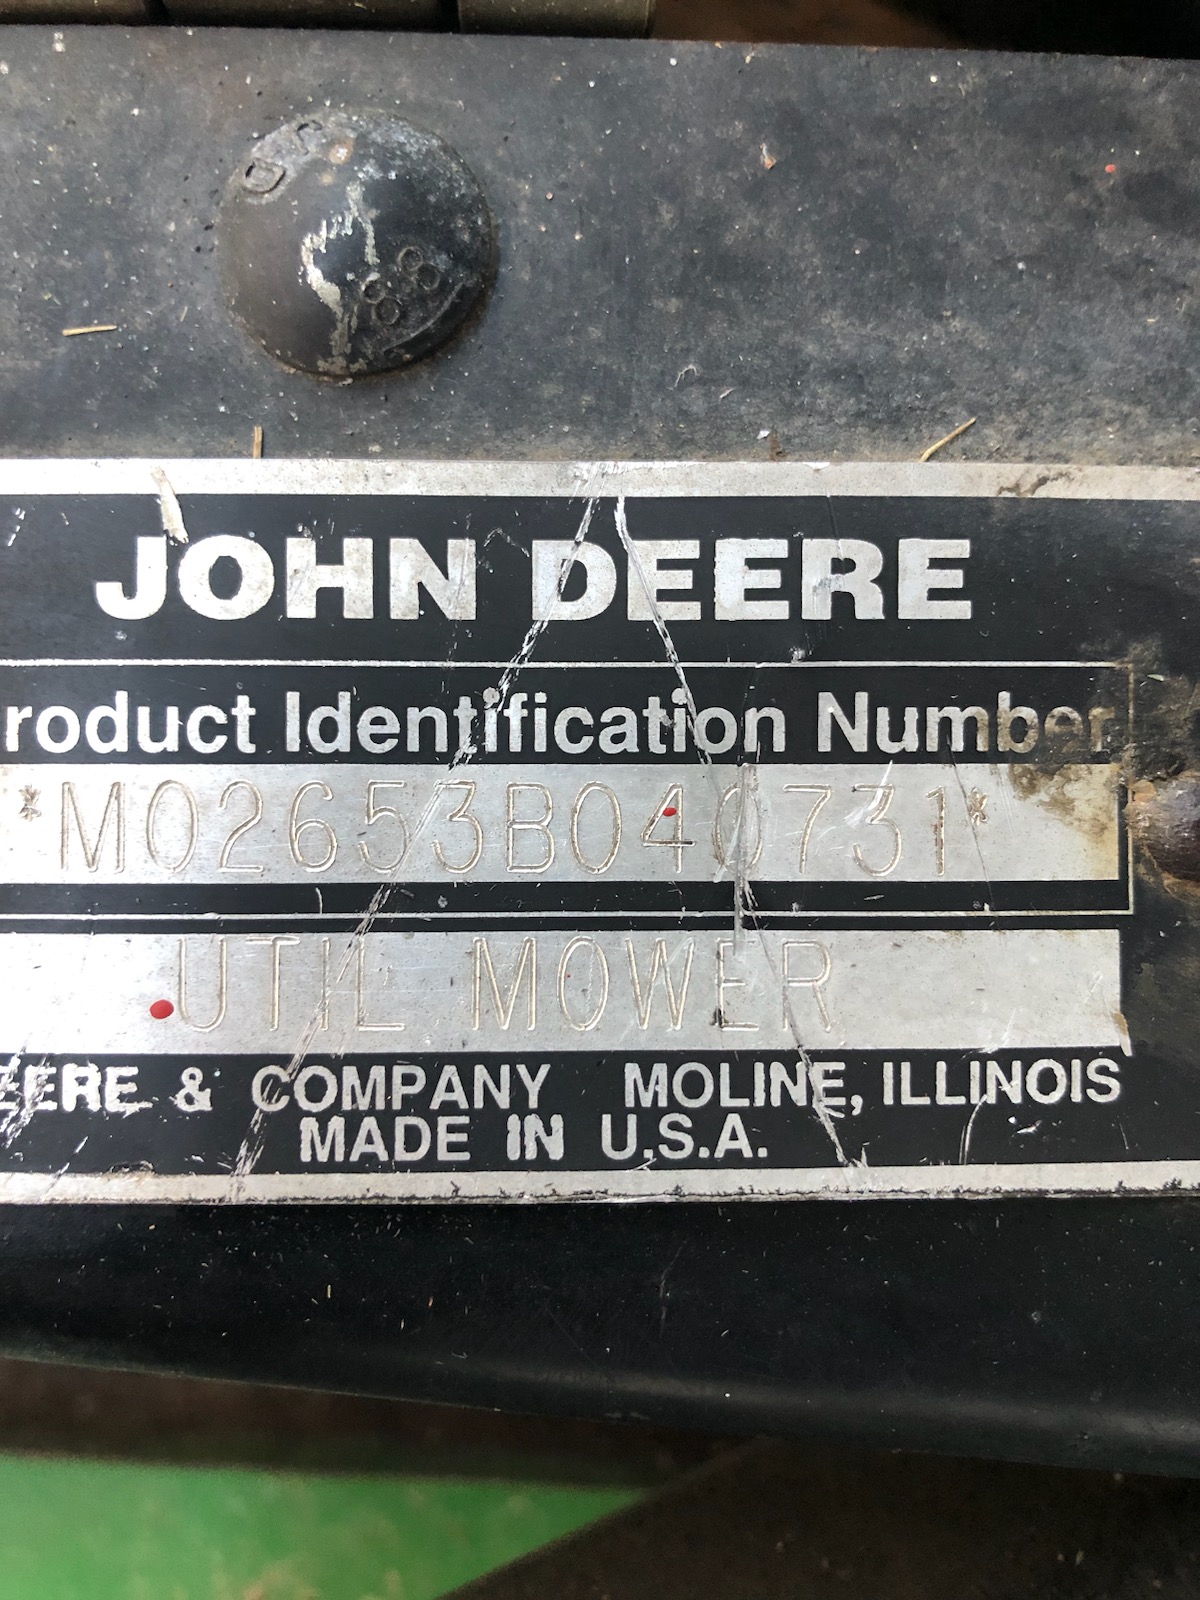 JOHN DEERE
roduct Identification Number
*M02653B040731*
UTIL MOWER
EERE & COMPANY MOLINE, ILLINOIS
MADE IN U.S.A.